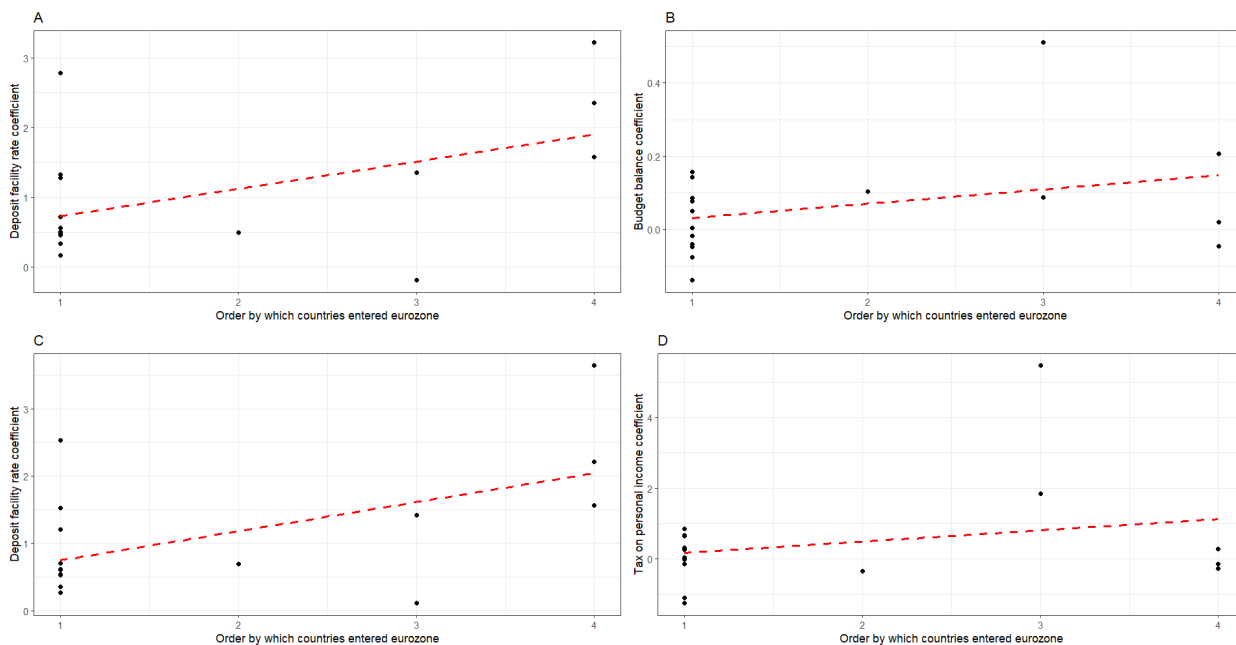 A
Deposit facility rate coefficient
3
2
1
0
1 2 3 4
Order by which countries entered eurozone
B
Budget balance coefficient
0.4
0.2
0.0
1 2 3 4
Order by which countries entered eurozone
C
Deposit facility rate coefficient
3
2
1
0
1 2 3 4
Order by which countries entered eurozone
D
Tax on personal income coefficient
4
2
0
1 2 3 4
Order by which countries entered eurozone